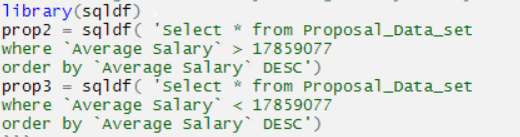 library(sqldf)
prop2 = sqldf( 'Select * from Proposal_Data_set
where `Average Salary` > 17859077
order by `Average Salary` DESC')
prop3 = sqldf( 'Select * from Proposal_Data_set
where `Average Salary` < 17859077
order by `Average Salary` DESC')